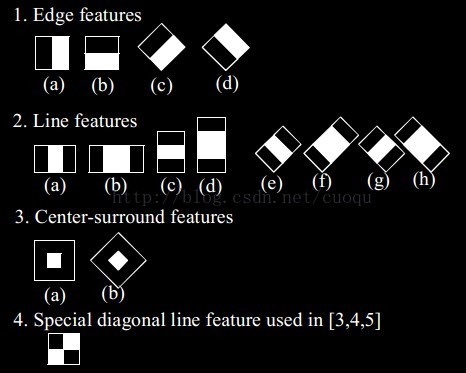 1. Edge features
(a) (b) (c) (d)
2. Line features
(a) (b) (c) (d) (e) (f) (g) (h)
http://blog.csdn.net/cuoqu
3. Center-surround features
(a) (b)
4. Special diagonal line feature used in [3,4,5]